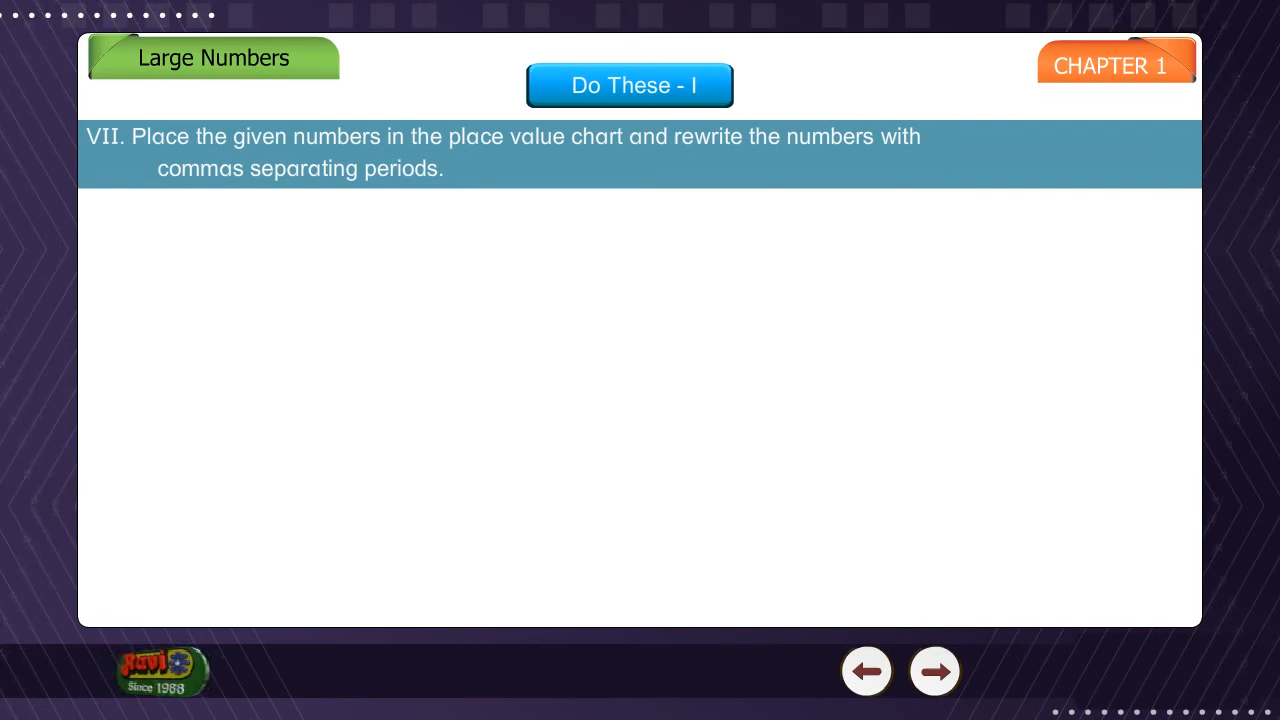 Large Numbers
CHAPTER 1
Do These - I
VII. Place the given numbers in the place value chart and rewrite the numbers with
commas separating periods.
Ravi
Since 1988